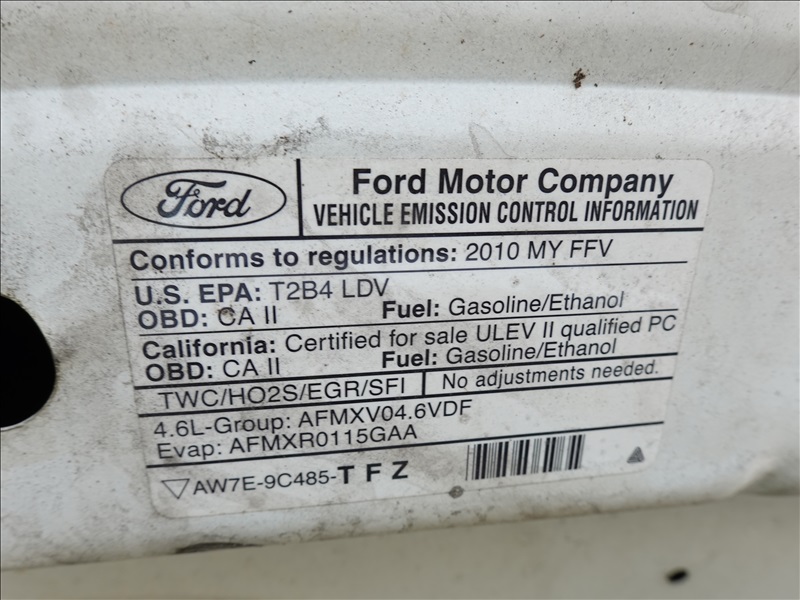 Ford
Ford Motor Company
VEHICLE EMISSION CONTROL INFORMATION
Conforms to regulations: 2010 MY FFV
U.S. EPA: T2B4 LDV
OBD: CA II Fuel: Gasoline/Ethanol
California: Certified for sale ULEV II qualified PC
OBD: CA II Fuel: Gasoline/Ethanol
TWC/HO2S/EGR/SFI No adjustments needed.
4.6L-Group: AFMXV04.6VDF
Evap: AFMXR0115GAA
AW7E-9C485-TFZ